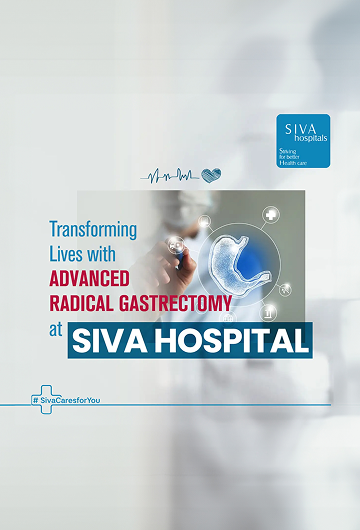 SIVA
hospitals
Striving
for better
Health care
Transforming
Lives with
ADVANCED
RADICAL GASTRECTOMY
at SIVA HOSPITAL
# SivaCaresforYou